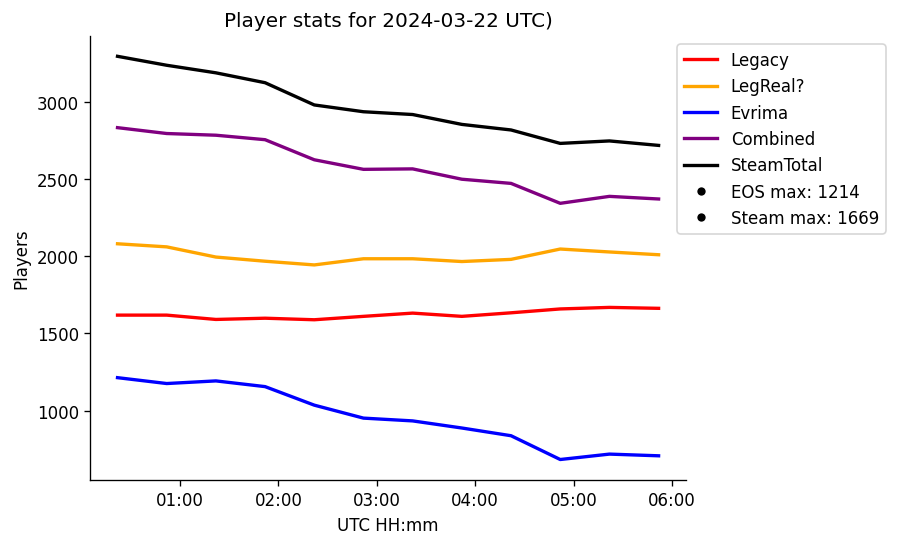 Player stats for 2024-03-22 UTC)
Legacy
LegReal?
Evrima
Combined
SteamTotal
EOS max: 1214
Steam max: 1669
Players
3000
2500
2000
1500
1000
01:00 02:00 03:00 04:00 05:00 06:00
UTC HH:mm